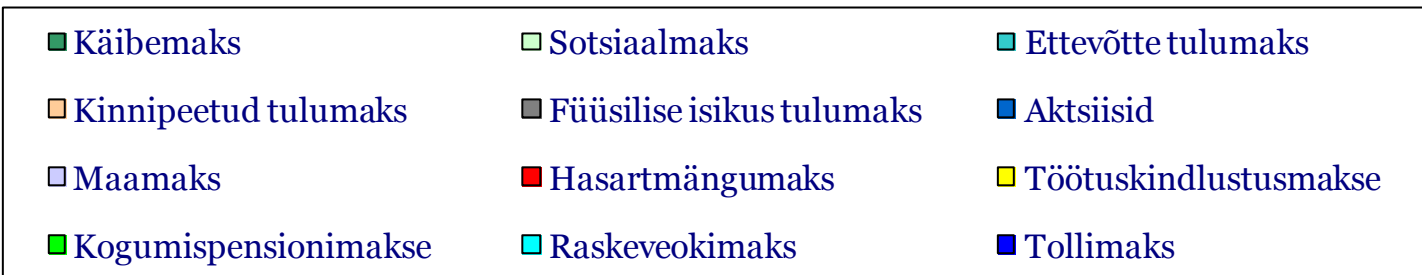 Käibemaks Sotsiaalmaks Ettevõtte tulumaks
Kinnipeetud tulumaks Füüsilise isikus tulumaks Aktsiisid
Maamaks Hasartmängumaks Töötuskindlustusmakse
Kogumispensionimakse Raskeveokimaks Tollimaks